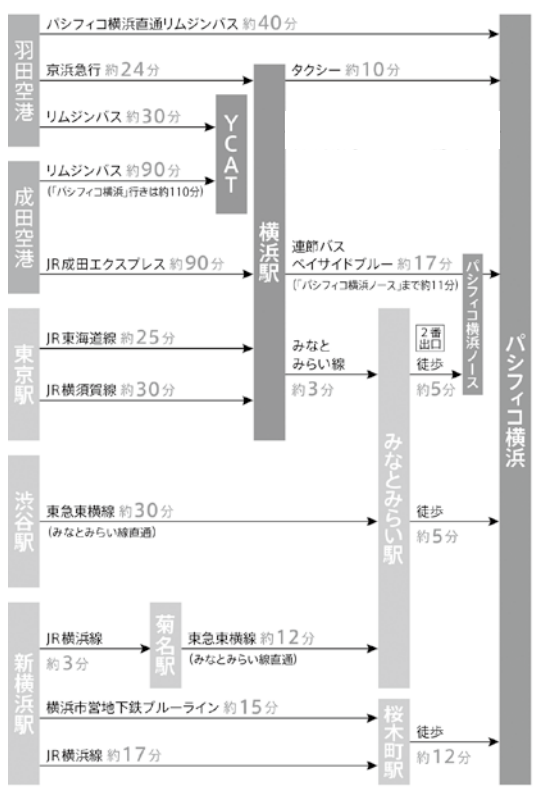 羽田空港
パシフィコ横浜直通リムジンバス 約40分
京浜急行 約24分
リムジンバス 約30分
YCAT
タクシー 約10分
成田空港
リムジンバス 約90分
(「パシフィコ横浜」行きは約110分)
JR成田エクスプレス 約90分
横浜駅
連節バス
ベイサイドブルー 約17分
(「パシフィコ横浜ノース」まで約11分)
パシフィコ横浜ノース
パシフィコ横浜
東京駅
JR東海道線 約25分
JR横須賀線 約30分
みなと
みらい線
約3分
みなとみらい駅
2番
出口
徒歩
約5分
渋谷駅
東急東横線 約30分
(みなとみらい線直通)
徒歩
約5分
新横浜駅
JR横浜線
約3分
菊名駅
東急東横線 約12分
(みなとみらい線直通)
横浜市営地下鉄ブルーライン 約15分
JR横浜線 約17分
桜木町駅
徒歩
約12分